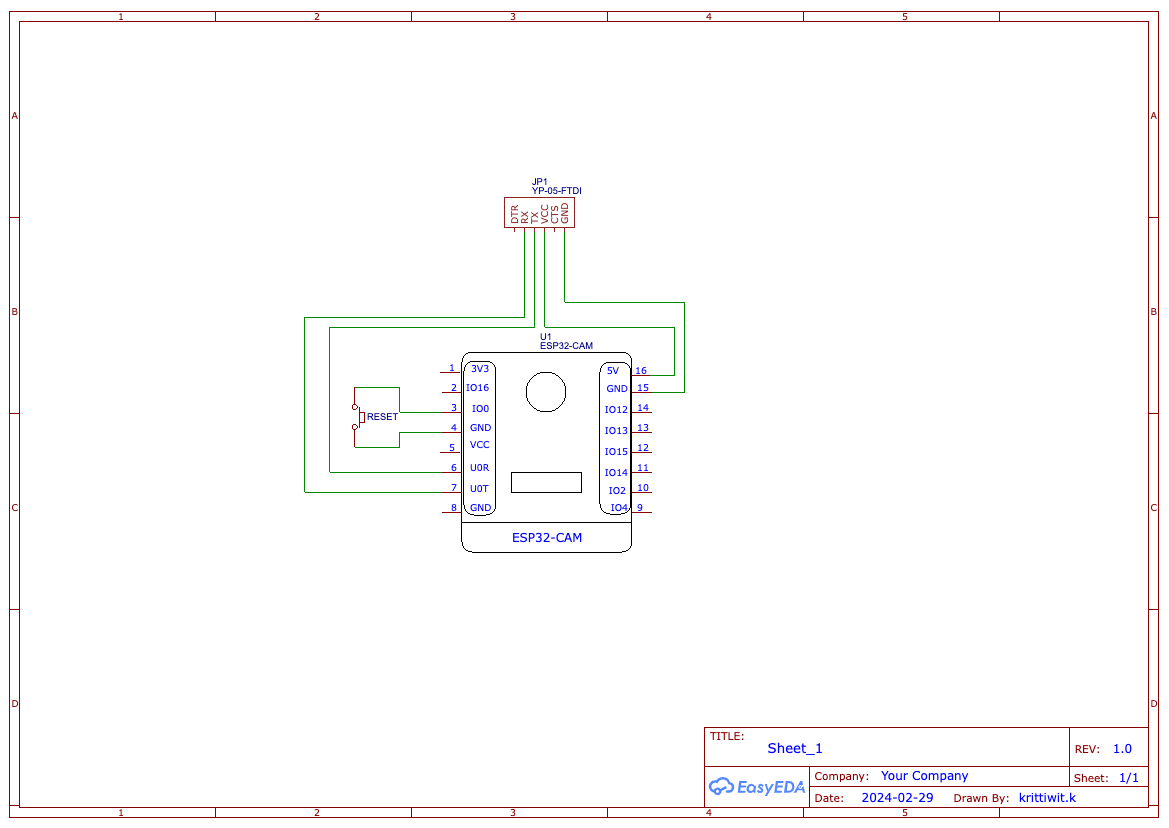 1 2 3 4 5
A A
JP1
YP-05-FTDI
DTR RX TX VCC CTS GND
B B
U1
ESP32-CAM
1 3V3 5V 16
2 IO16 GND 15
3 IO0 IO12 14
RESET
4 GND IO13 13
5 VCC IO15 12
6 U0R IO14 11
7 U0T IO2 10
8 GND IO4 9
C C
ESP32-CAM
D D
TITLE:
Sheet_1
REV: 1.0
EasyEDA
Company: Your Company
Sheet: 1/1
Date: 2024-02-29 Drawn By: krittiwit.k
1 2 3 4 5